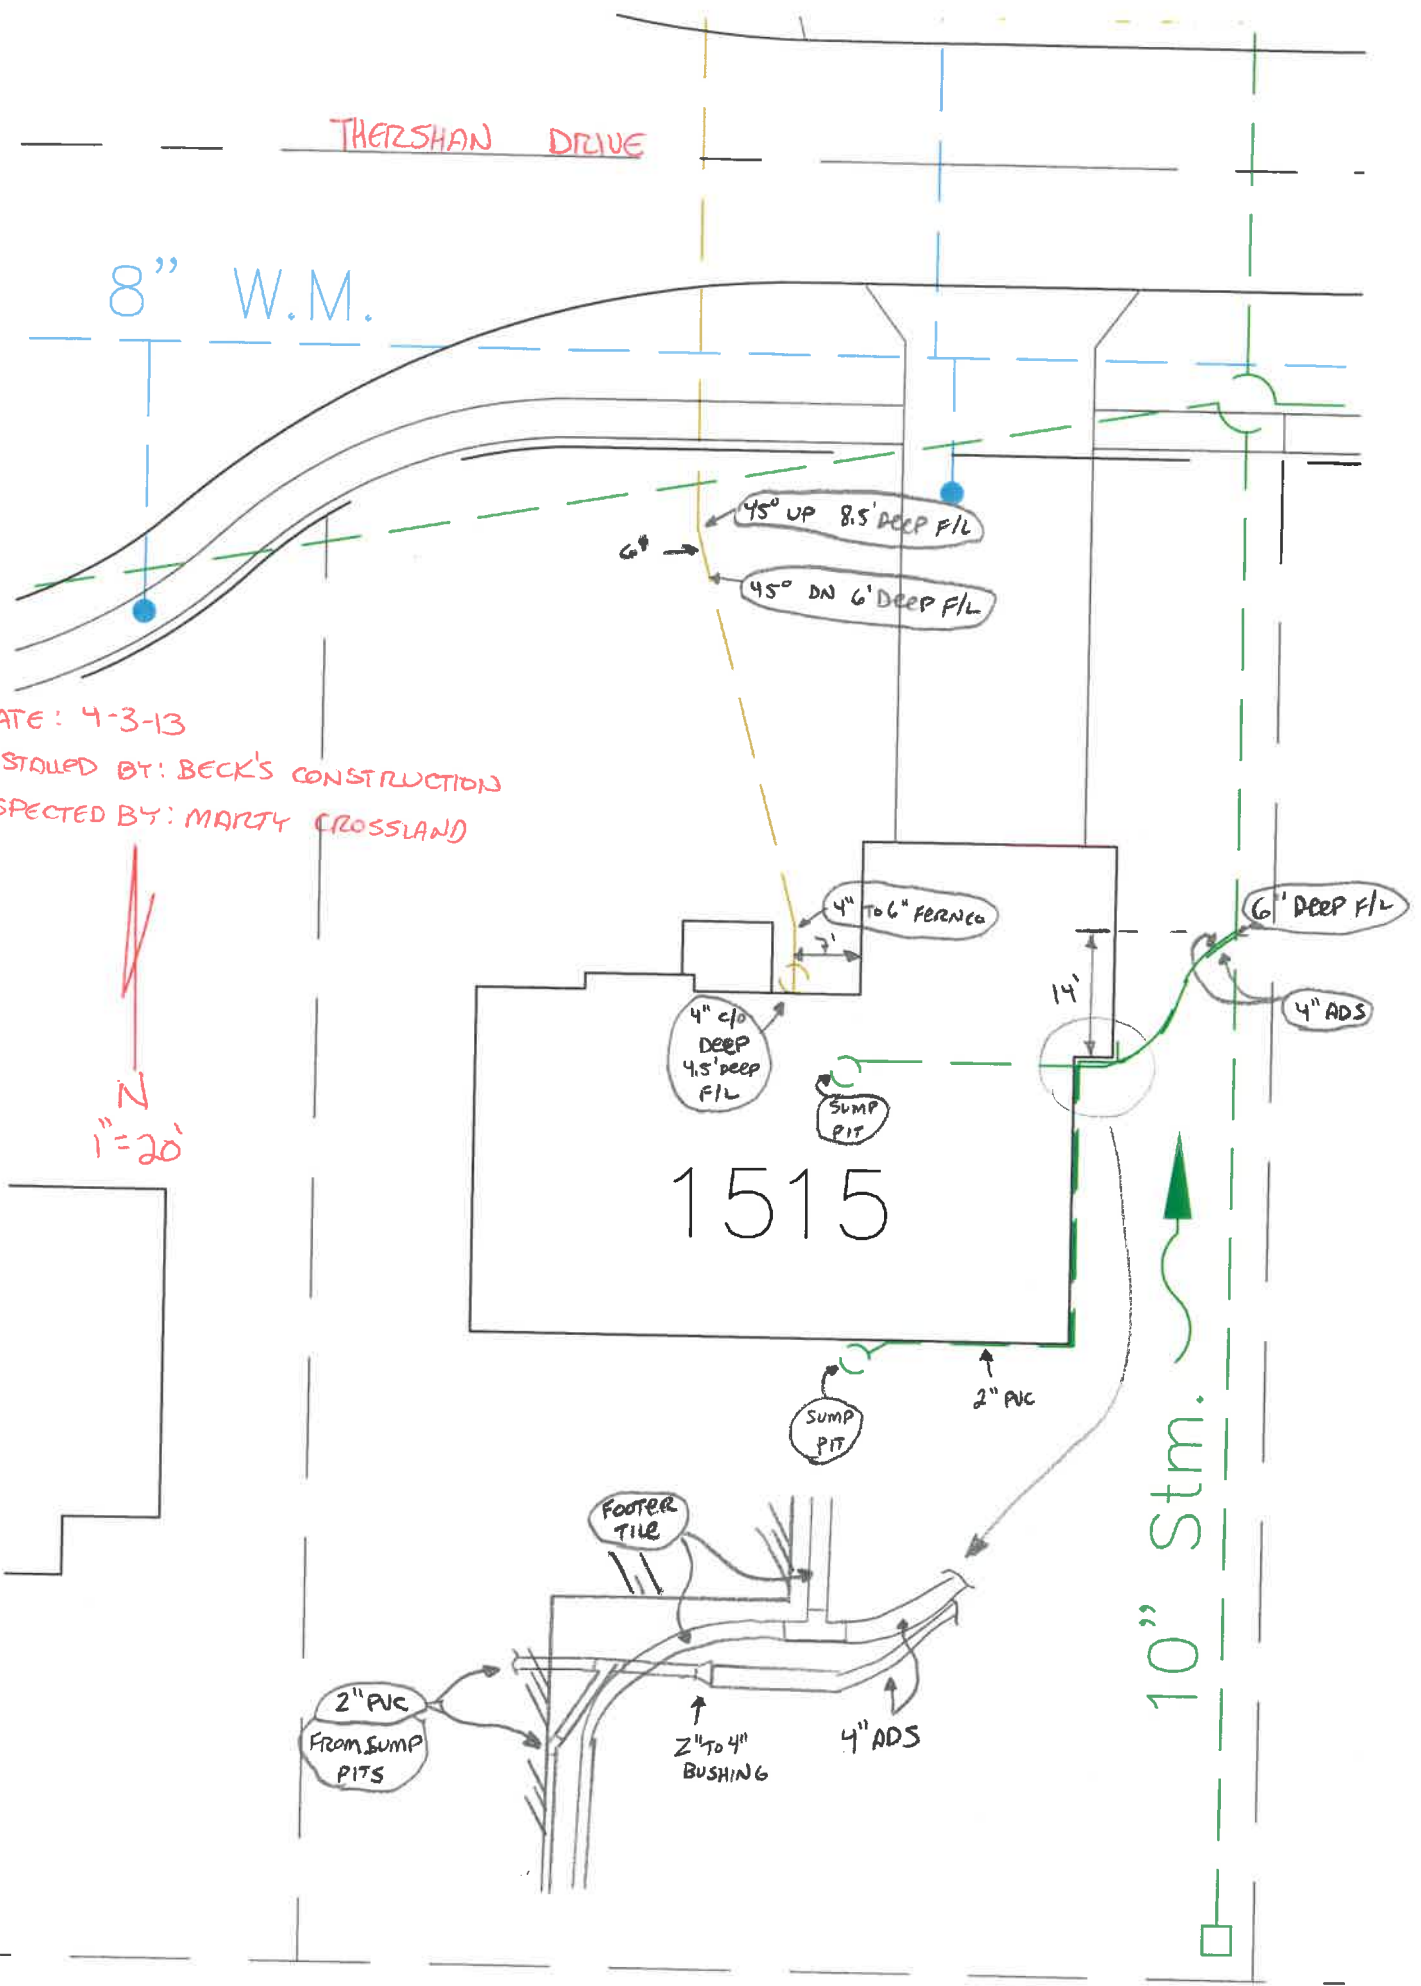 THERSHAN DRIVE
8" W.M.
45° UP 8.5' DEEP F/L
6"
45° DN 6' DEEP F/L
ATE: 4-3-13
STALLED BY: BECK'S CONSTRUCTION
SPECTED BY: MARTY CROSSLAND
4" TO 6" FERNCO
6' DEEP F/L
7'
14'
4" ADS
4" C/O
DEEP
4.5' DEEP
F/L
N
1"=20'
SUMP
PIT
1515
2" PVC
SUMP
PIT
10" Stm.
FOOTER
TILE
2" PVC
FROM SUMP
PITS
2" TO 4"
BUSHING
4" ADS